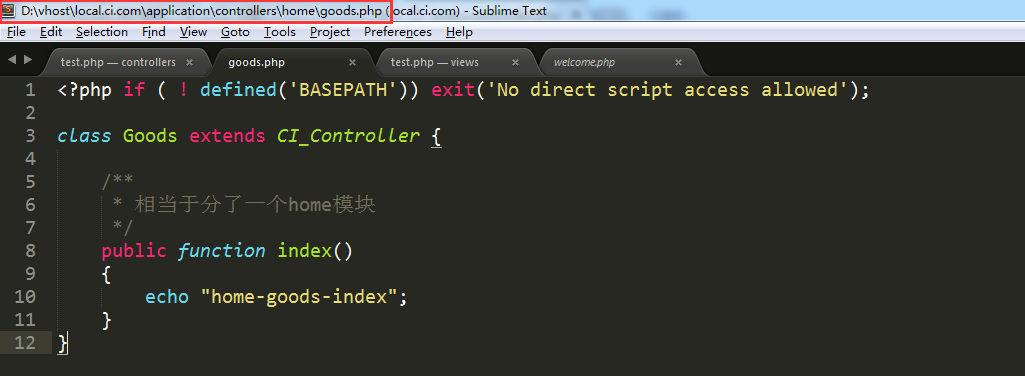 D:\vhost\local.ci.com\application\controllers\home\goods.php (local.ci.com) - Sublime Text
File Edit Selection Find View Goto Tools Project Preferences Help
test.php — controllers × goods.php × test.php — views × welcome.php ×
1 <?php if ( ! defined('BASEPATH')) exit('No direct script access allowed');
2
3 class Goods extends CI_Controller {
4
5     /**
6      * 相当于分了一个home模块
7      */
8     public function index()
9     {
10         echo "home-goods-index";
11     }
12 }